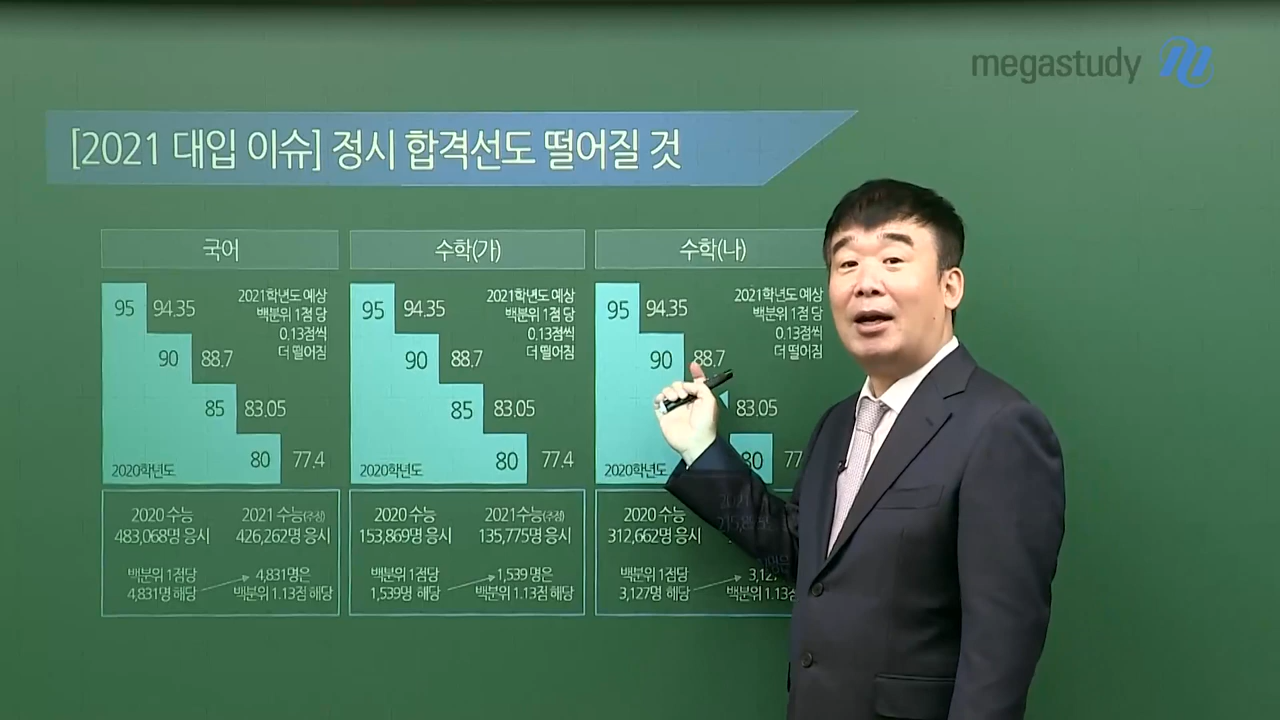 megastudy
[2021 대입 이슈] 정시 합격선도 떨어질 것
국어
95 94.35
2021학년도 예상
백분위 1점 당
0.13점씩
더 떨어짐
90 88.7
85 83.05
2020학년도 80 77.4
2020 수능
483,068명 응시
2021 수능(추정)
426,262명 응시
백분위 1점당
4,831명 해당
4,831명은
백분위 1.13점 해당
수학(가)
95 94.35
2021학년도 예상
백분위 1점 당
0.13점씩
더 떨어짐
90 88.7
85 83.05
2020학년도 80 77.4
2020 수능
153,869명 응시
2021수능(추정)
135,775명 응시
백분위 1점당
1,539명 해당
1,539 명은
백분위 1.13점 해당
수학(나)
95 94.35
2021학년도 예상
백분위 1점 당
0.13점씩
더 떨어짐
90 88.7
83.05
2020학년도 80 77
2020 수능
312,662명 응시
백분위 1점당
3,127명 해당
백분위